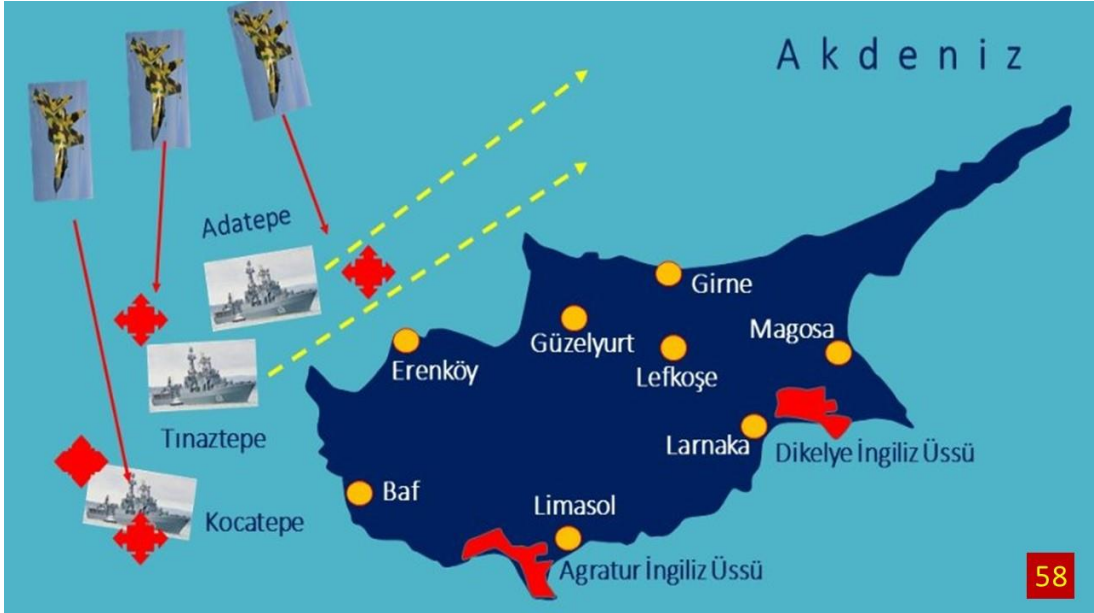 Akdeniz
Adatepe
Girne
Güzelyurt
Magosa
Erenköy
Lefkoşe
Tınaztepe
Larnaka
Dikelye İngiliz Üssü
Baf
Limasol
Kocatepe
Agratur İngiliz Üssü
58